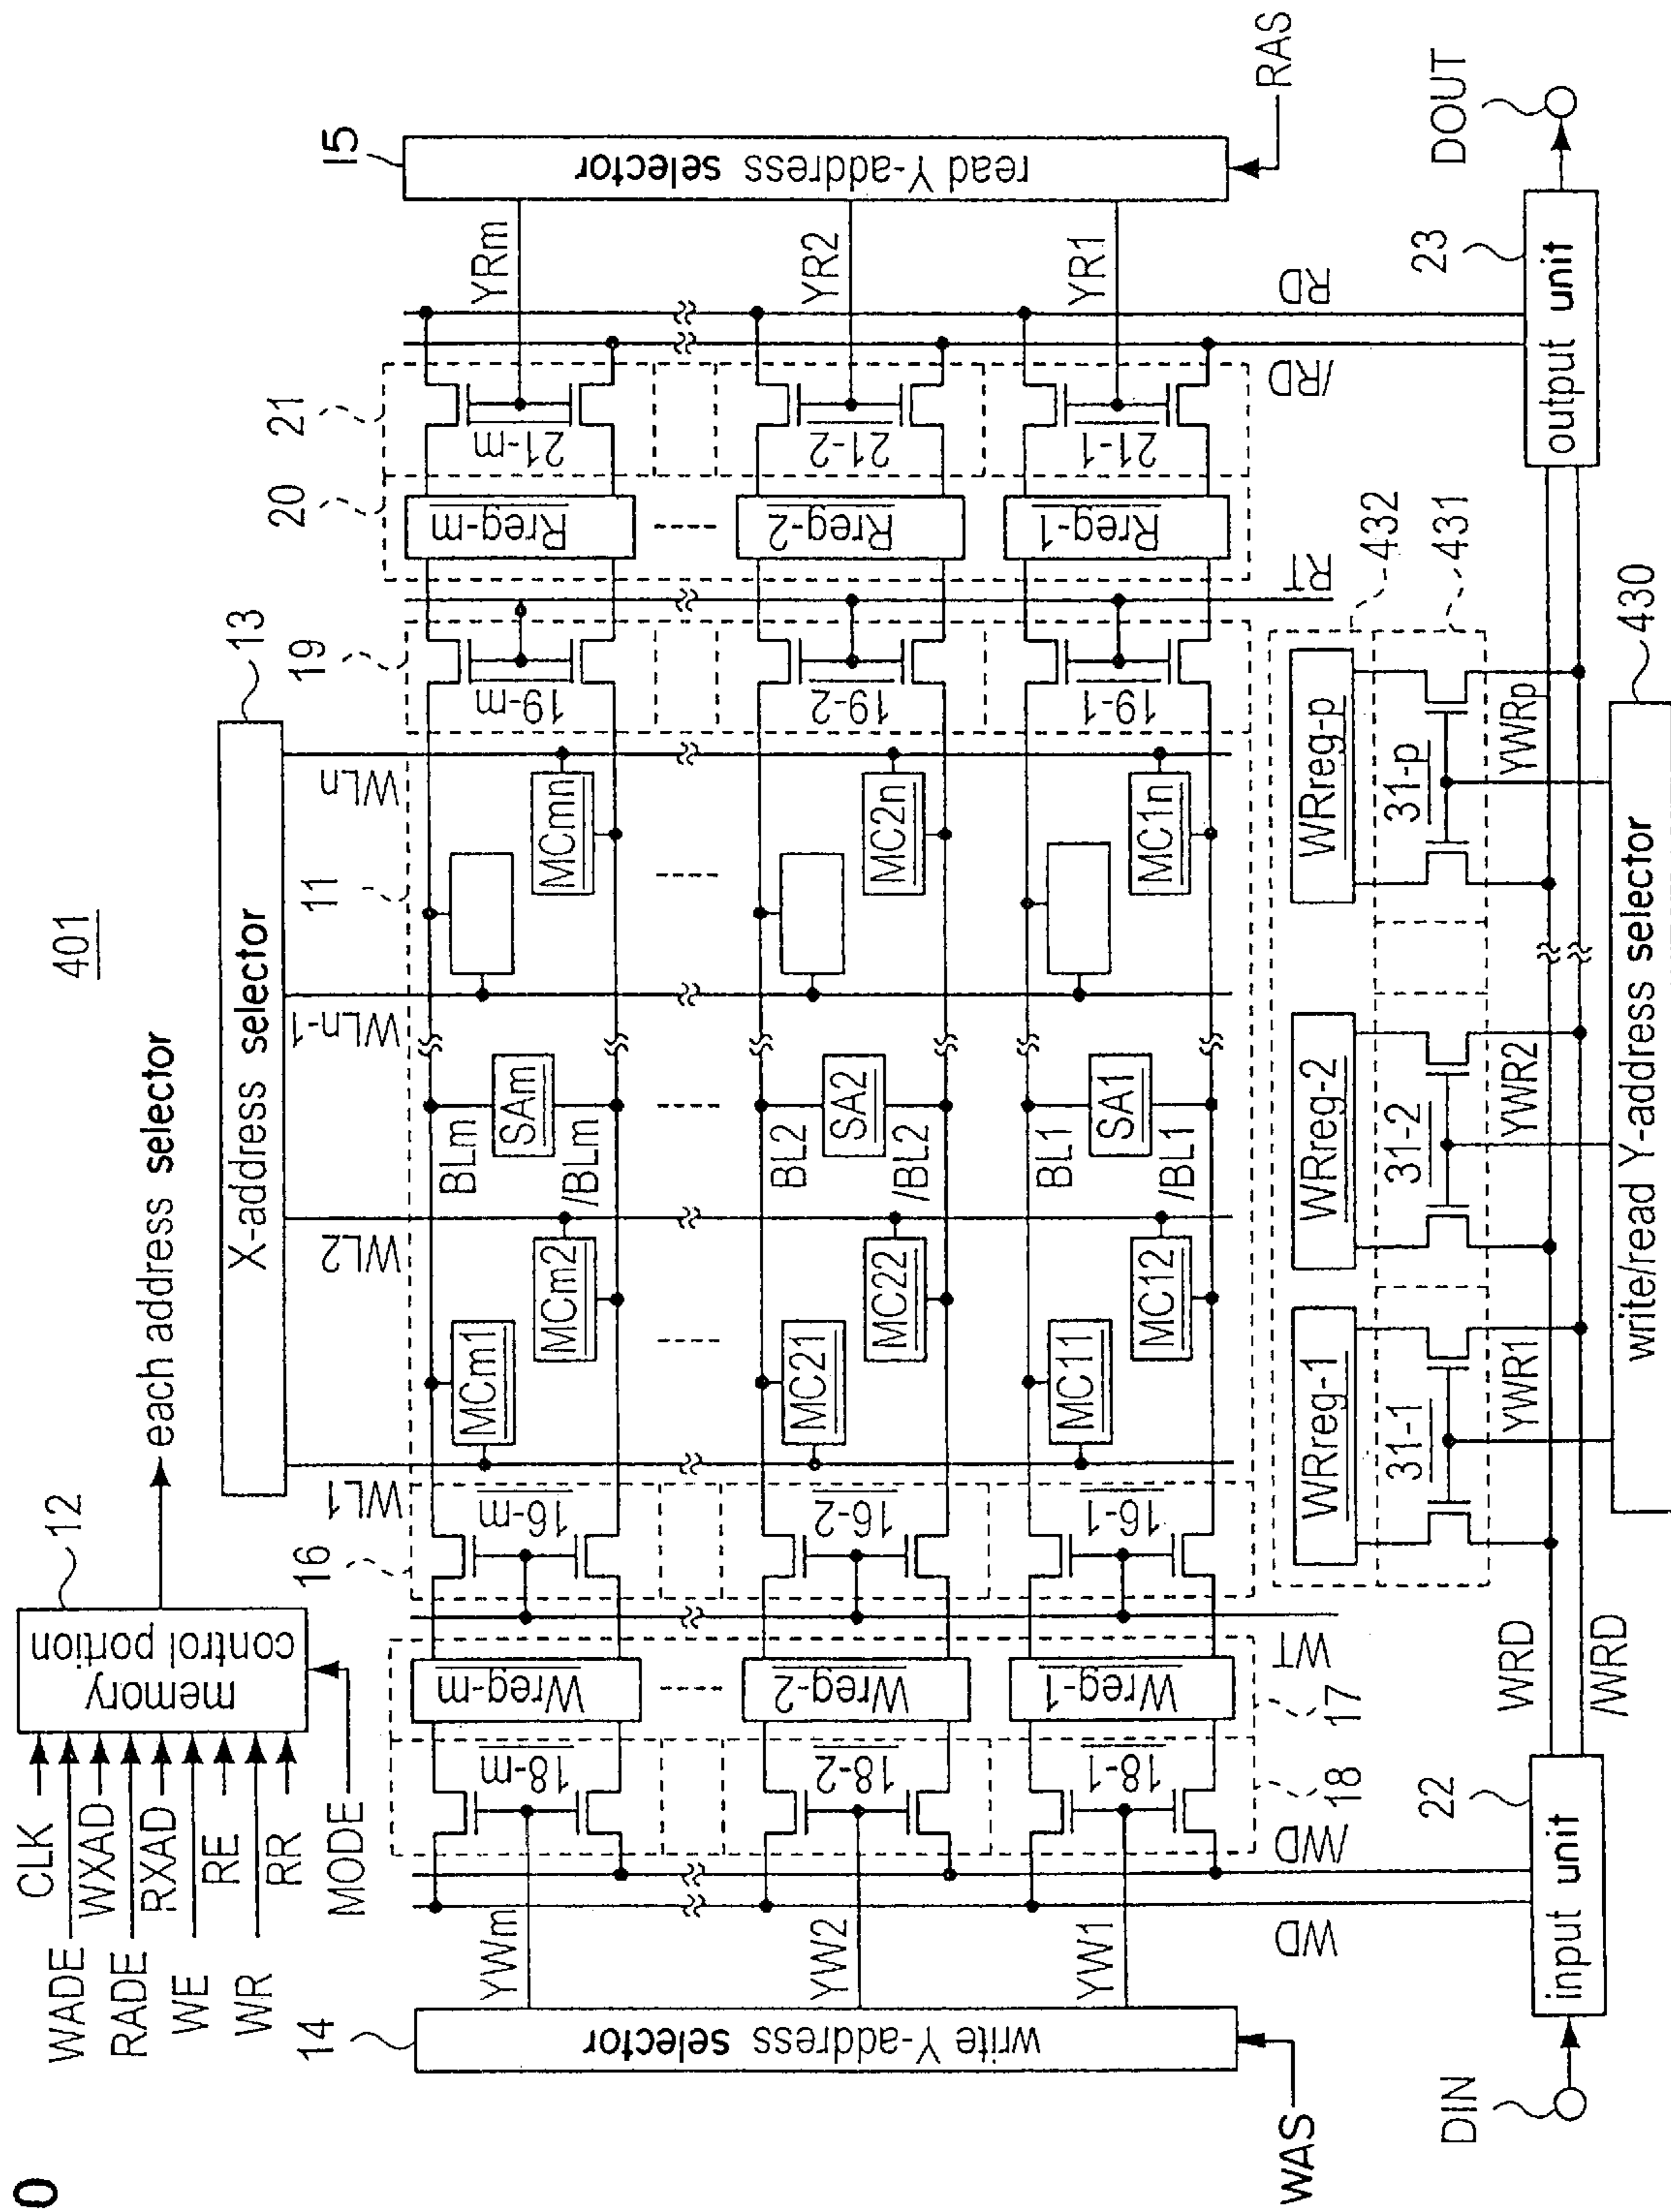 0
401
CLK
WADE
WXAD
RADE
RXAD
WE
RE
WR
RR
MODE
memory
control portion
12
each address selector
X-address selector
13
WL1
WL2
WLn-1
WLn
14
write Y-address selector
WAS
YWm
YW2
YW1
WD
/WD
18-m
18-2
18-1
18
Wreg-m
Wreg-2
Wreg-1
17
WT
16
16-m
16-2
16-1
MCm1
MCm2
BLm
/BLm
SAm
11
MCmn
MC21
MC22
BL2
/BL2
SA2
MC2n
MC11
MC12
BL1
/BL1
SA1
MC1n
19
19-m
19-2
19-1
RT
20
Rreg-m
Rreg-2
Rreg-1
21
21-m
21-2
21-1
/RD
RD
YRm
YR2
YR1
15
read Y-address selector
RAS
DIN
input unit
22
WRD
/WRD
WRreg-1
WRreg-2
WRreg-p
432
31-1
31-2
31-p
431
YWR1
YWR2
YWRp
write/read Y-address selector
430
output unit
23
DOUT